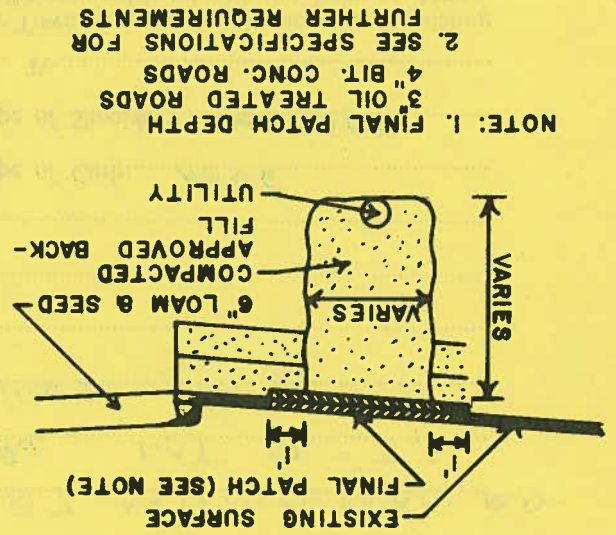 EXISTING SURFACE
FINAL PATCH (SEE NOTE)
1'
1'
6" LOAM & SEED
VARIES
VARIES
COMPACTED
APPROVED BACK-
FILL
UTILITY
NOTE: 1. FINAL PATCH DEPTH
3" OIL TREATED ROADS
4" BIT. CONC. ROADS
2. SEE SPECIFICATIONS FOR
FURTHER REQUIREMENTS